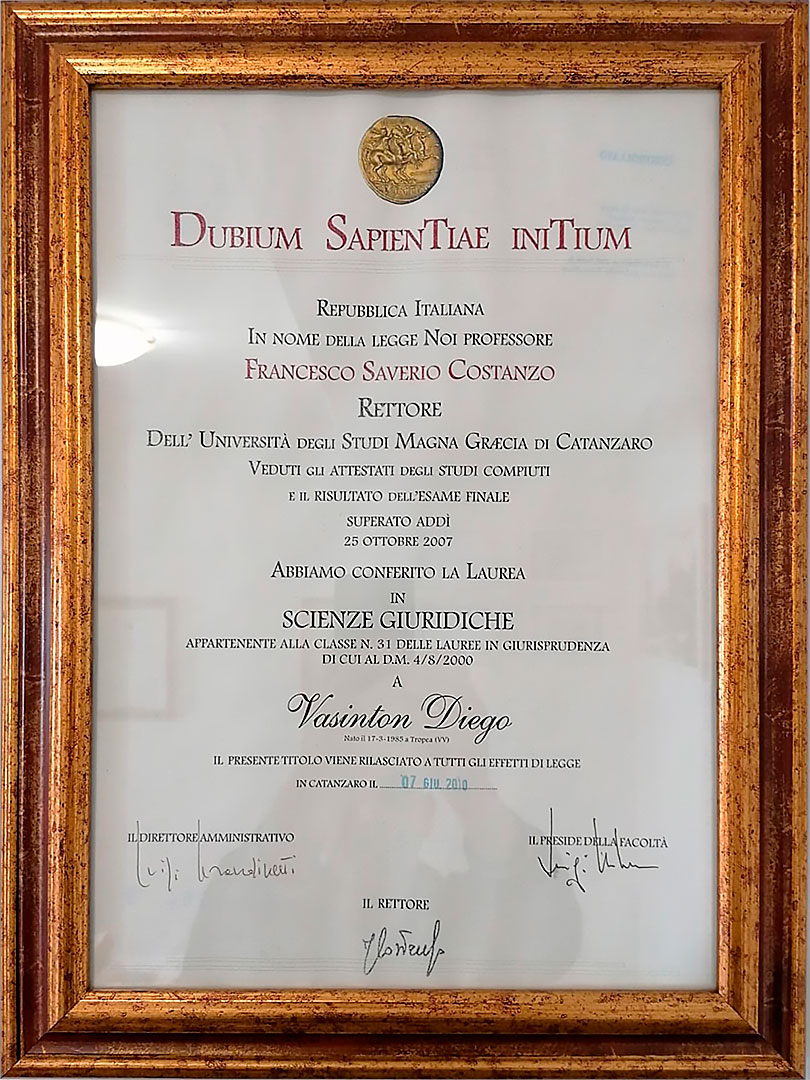 Dubium SapienTiae iniTium
Repubblica Italiana
In nome della legge Noi professore
Francesco Saverio Costanzo
Rettore
Dell' Università degli Studi Magna Græcia di Catanzaro
Veduti gli attestati degli studi compiuti
e il risultato dell'esame finale
superato addì
25 ottobre 2007
Abbiamo conferito la Laurea
in
SCIENZE GIURIDICHE
appartenente alla classe n. 31 delle lauree in giurisprudenza
di cui al D.M. 4/8/2000
a
Vasinton Diego
Nato il 17-3-1985 a Tropea (VV)
il presente titolo viene rilasciato a tutti gli effetti di legge
in Catanzaro il 07 GIU. 2010
il direttore amministrativo
il preside della facoltà
il rettore